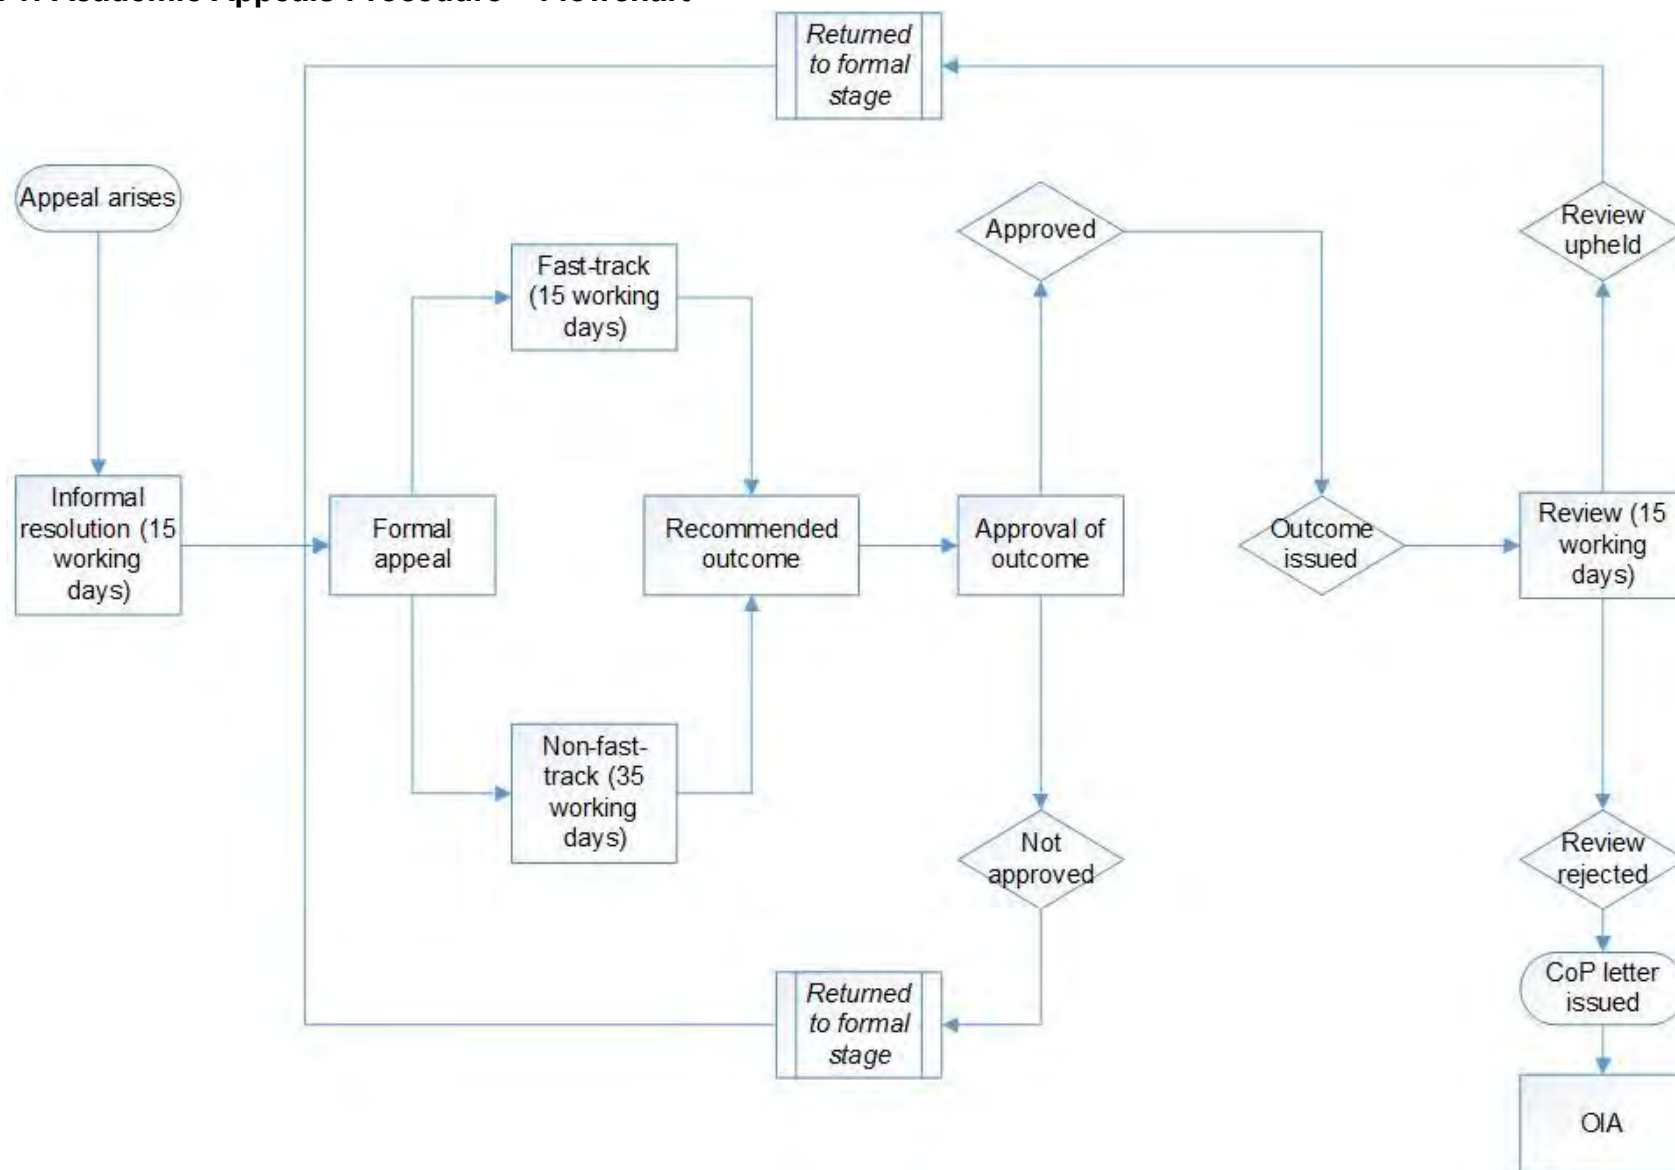 Returned
to formal
stage
Appeal arises
Approved
Review
upheld
Fast-track
(15 working
days)
Informal
resolution (15
working
days)
Formal
appeal
Recommended
outcome
Approval of
outcome
Outcome
issued
Review (15
working
days)
Non-fast-
track (35
working
days)
Not
approved
Review
rejected
Returned
to formal
stage
CoP letter
issued
OIA